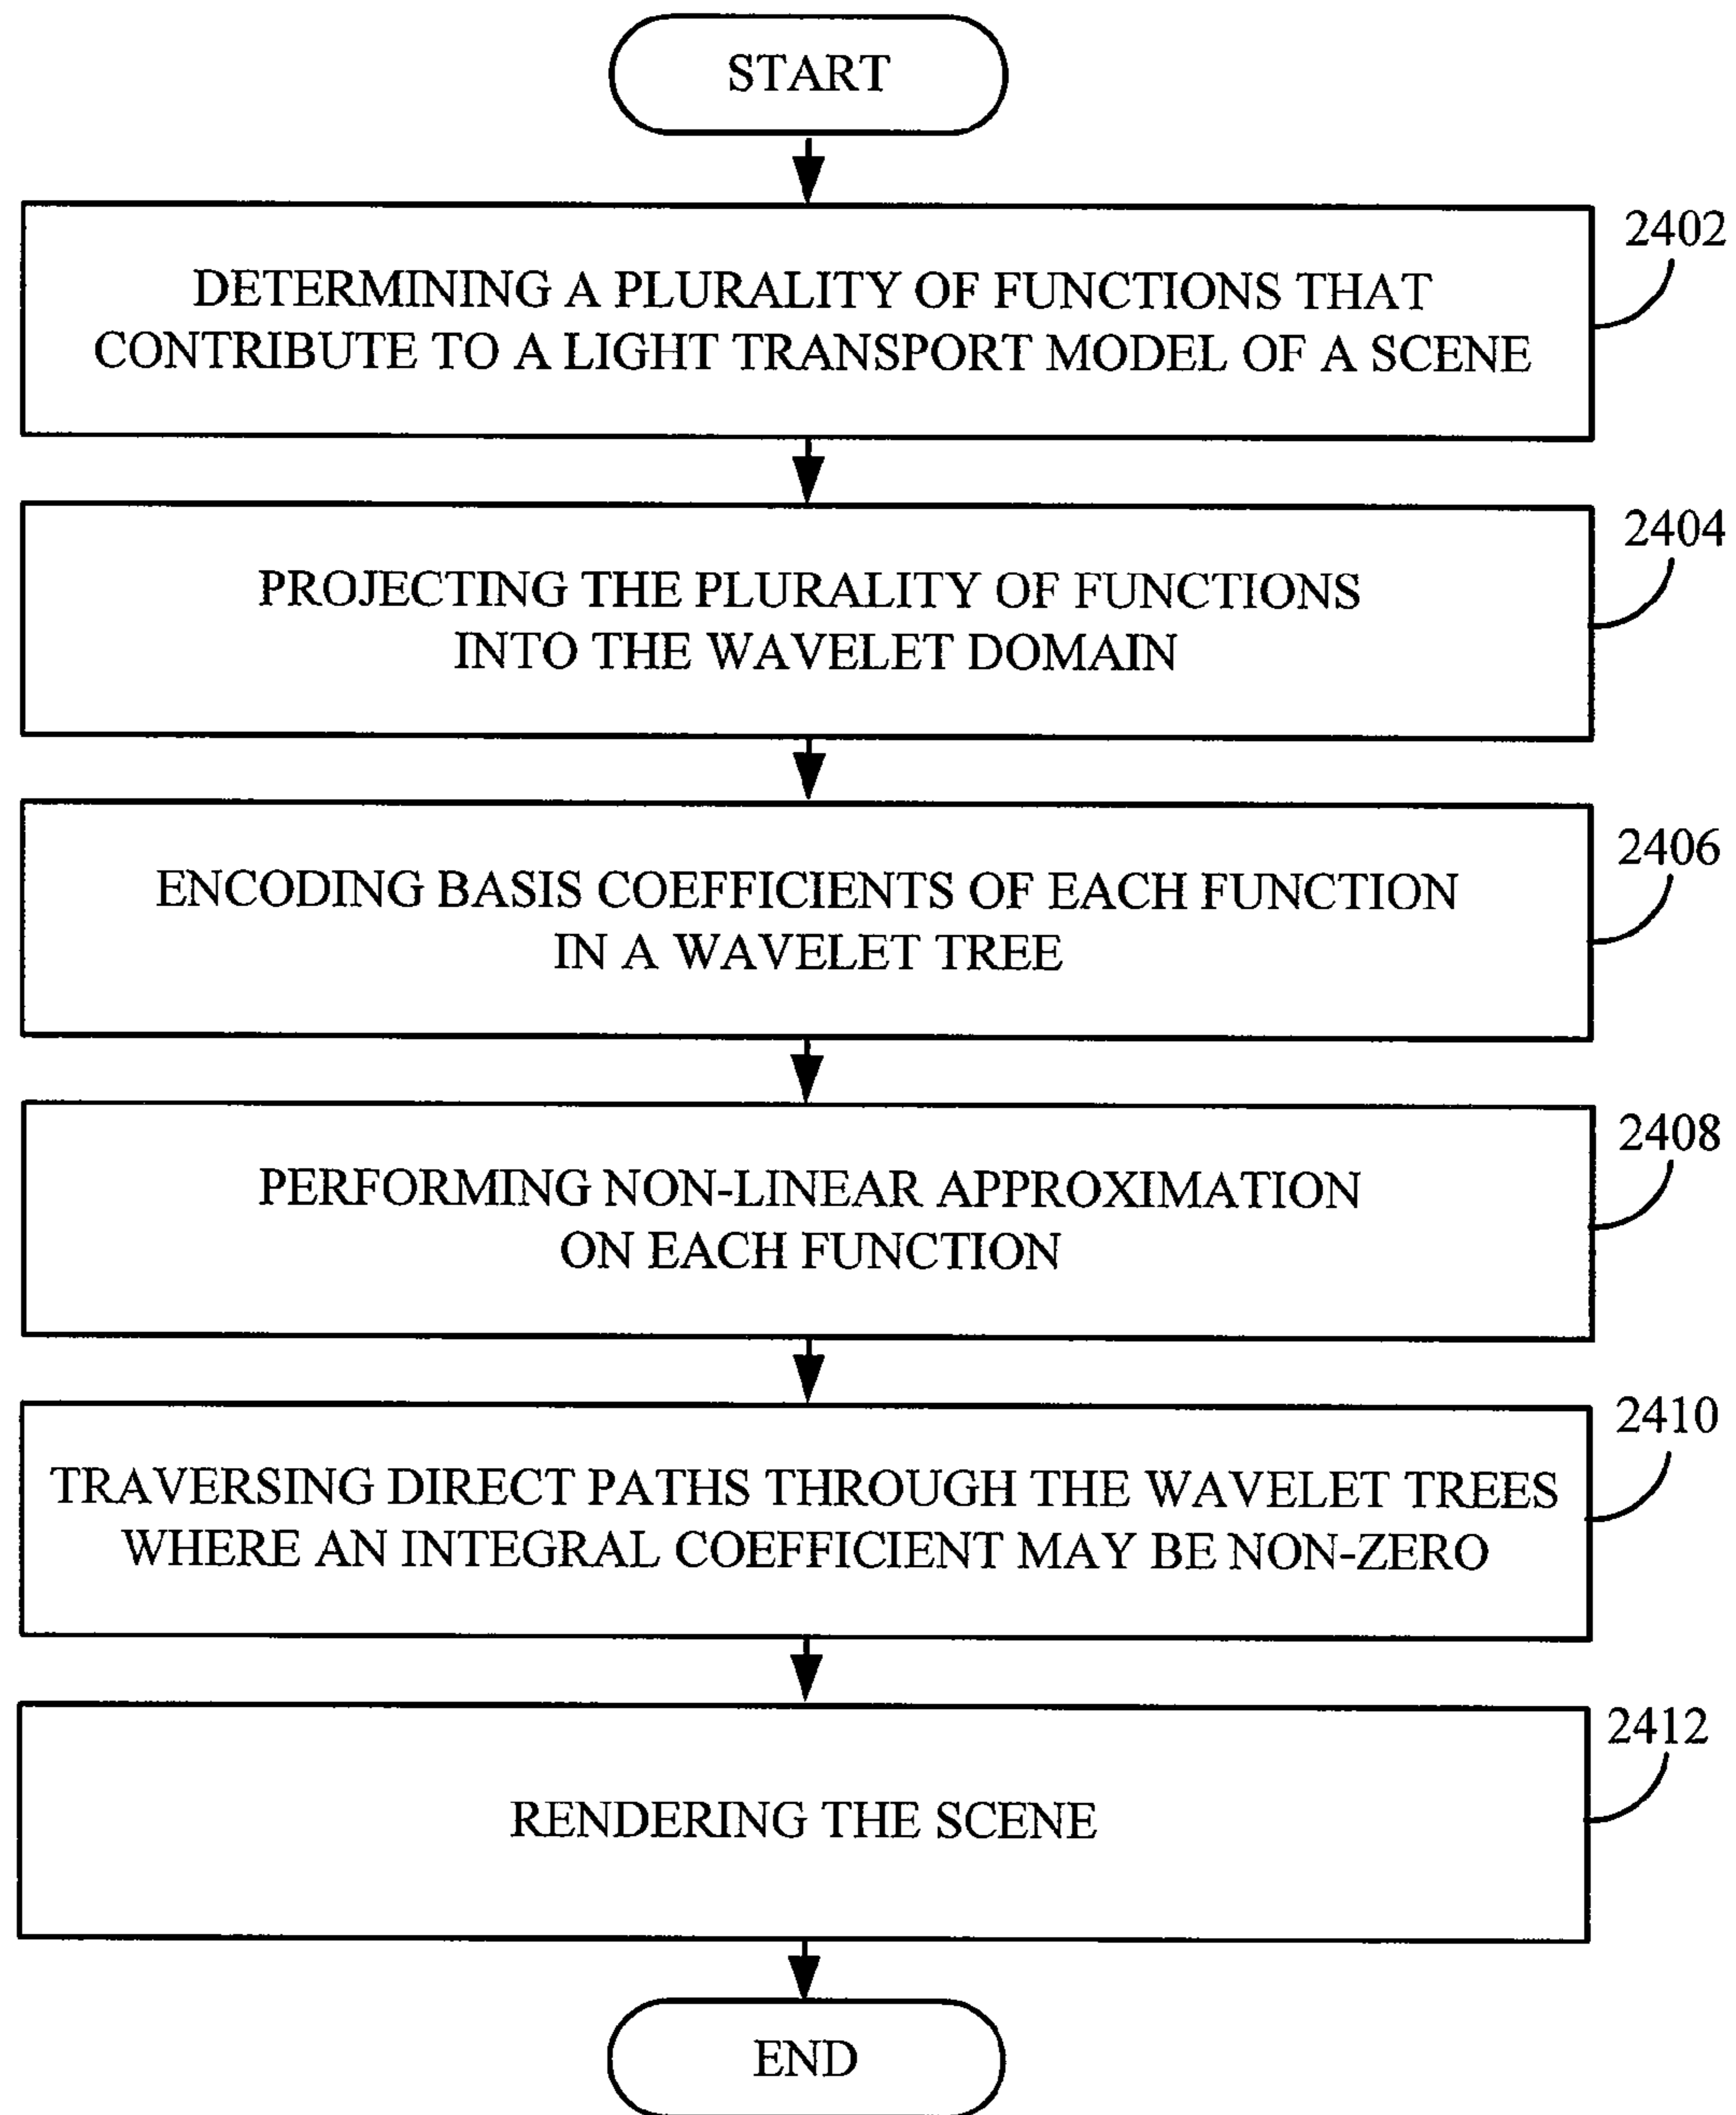 START
2402
DETERMINING A PLURALITY OF FUNCTIONS THAT
CONTRIBUTE TO A LIGHT TRANSPORT MODEL OF A SCENE
2404
PROJECTING THE PLURALITY OF FUNCTIONS
INTO THE WAVELET DOMAIN
2406
ENCODING BASIS COEFFICIENTS OF EACH FUNCTION
IN A WAVELET TREE
2408
PERFORMING NON-LINEAR APPROXIMATION
ON EACH FUNCTION
2410
TRAVERSING DIRECT PATHS THROUGH THE WAVELET TREES
WHERE AN INTEGRAL COEFFICIENT MAY BE NON-ZERO
2412
RENDERING THE SCENE
END